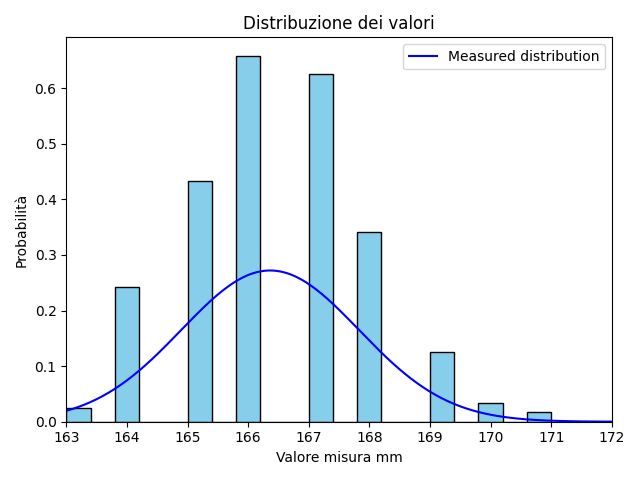 Distribuzione dei valori
Measured distribution
Probabilità
0.6
0.5
0.4
0.3
0.2
0.1
0.0
163 164 165 166 167 168 169 170 171 172
Valore misura mm